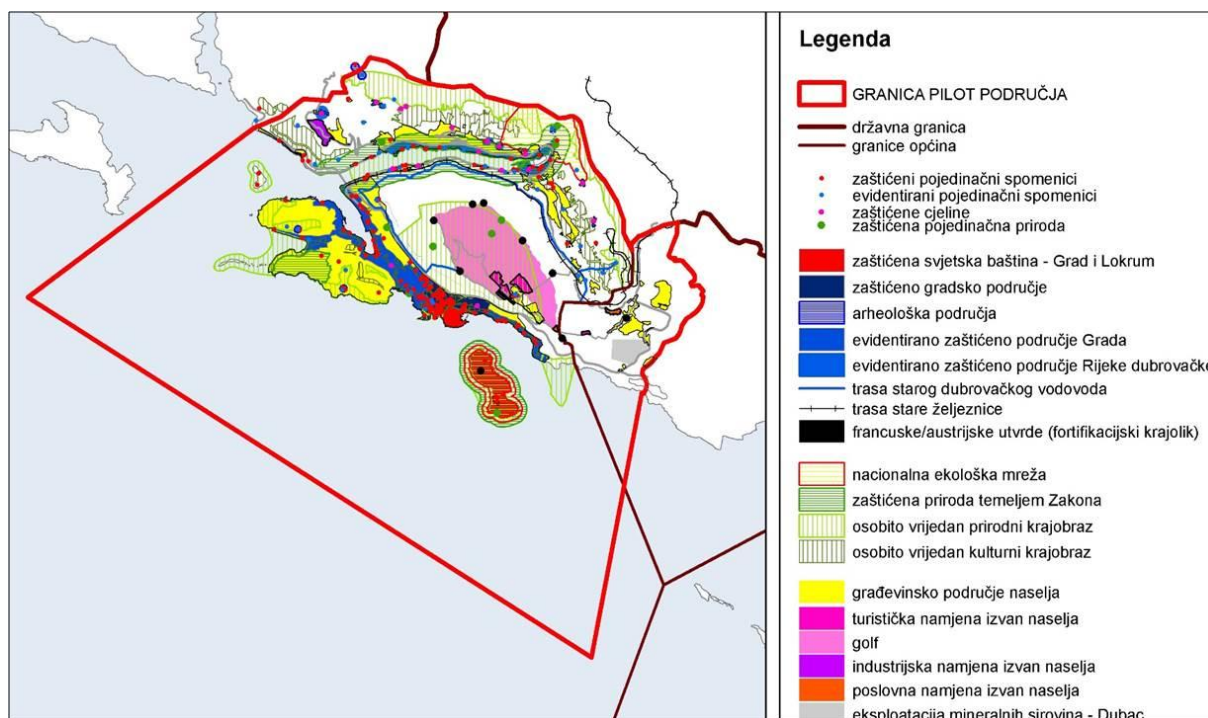 Legenda
GRANICA PILOT PODRUČJA
državna granica
granice općina
zaštićeni pojedinačni spomenici
evidentirani pojedinačni spomenici
zaštićene cjeline
zaštićena pojedinačna priroda
zaštićena svjetska baština - Grad i Lokrum
zaštićeno gradsko područje
arheološka područja
evidentirano zaštićeno područje Grada
evidentirano zaštićeno područje Rijeke dubrovačke
trasa starog dubrovačkog vodovoda
trasa stare željeznice
francuske/austrijske utvrde (fortifikacijski krajolik)
nacionalna ekološka mreža
zaštićena priroda temeljem Zakona
osobito vrijedan prirodni krajobraz
osobito vrijedan kulturni krajobraz
građevinsko područje naselja
turistička namjena izvan naselja
golf
industrijska namjena izvan naselja
poslovna namjena izvan naselja
eksploatacija mineralnih sirovina - Dubac